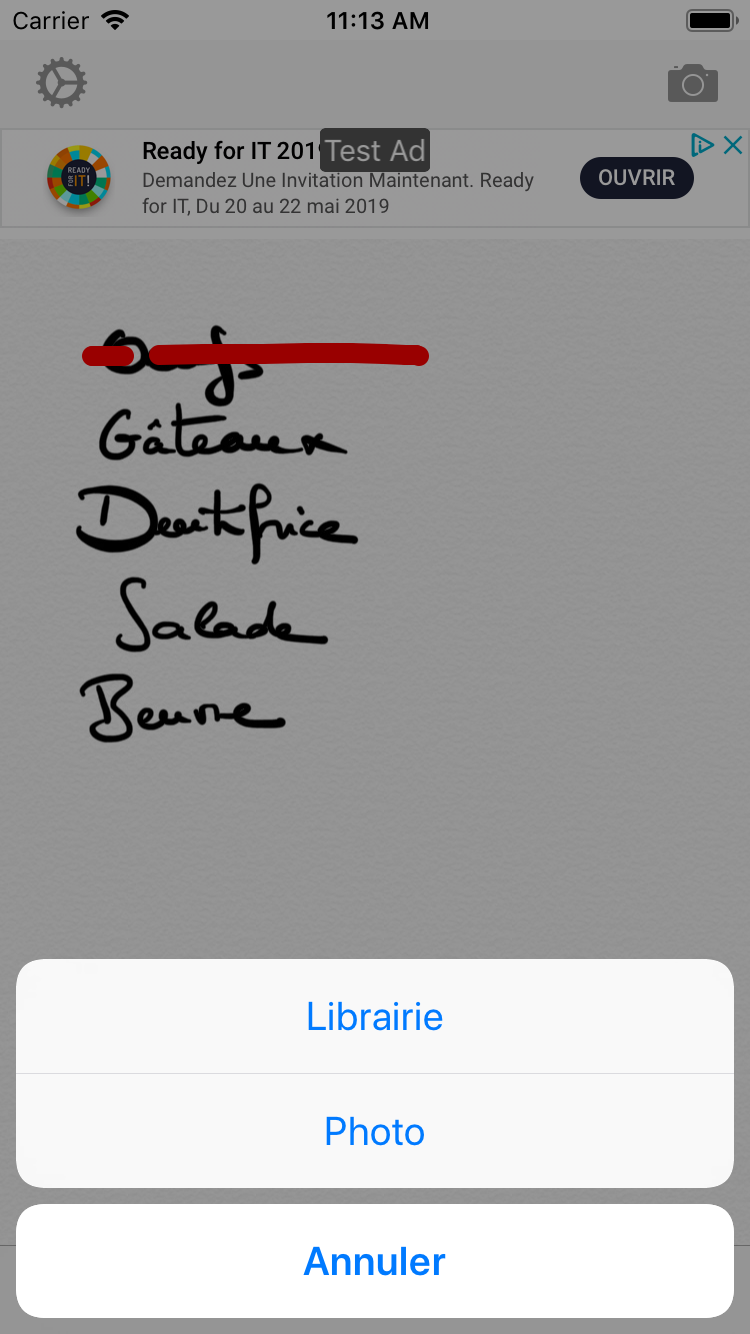 Carrier 11:13 AM
Ready for IT 201
Test Ad
READY FOR IT!
Demandez Une Invitation Maintenant. Ready
for IT, Du 20 au 22 mai 2019
OUVRIR
Oeufs
Gâteaux
Dentifrice
Salade
Beurre
Librairie
Photo
Annuler